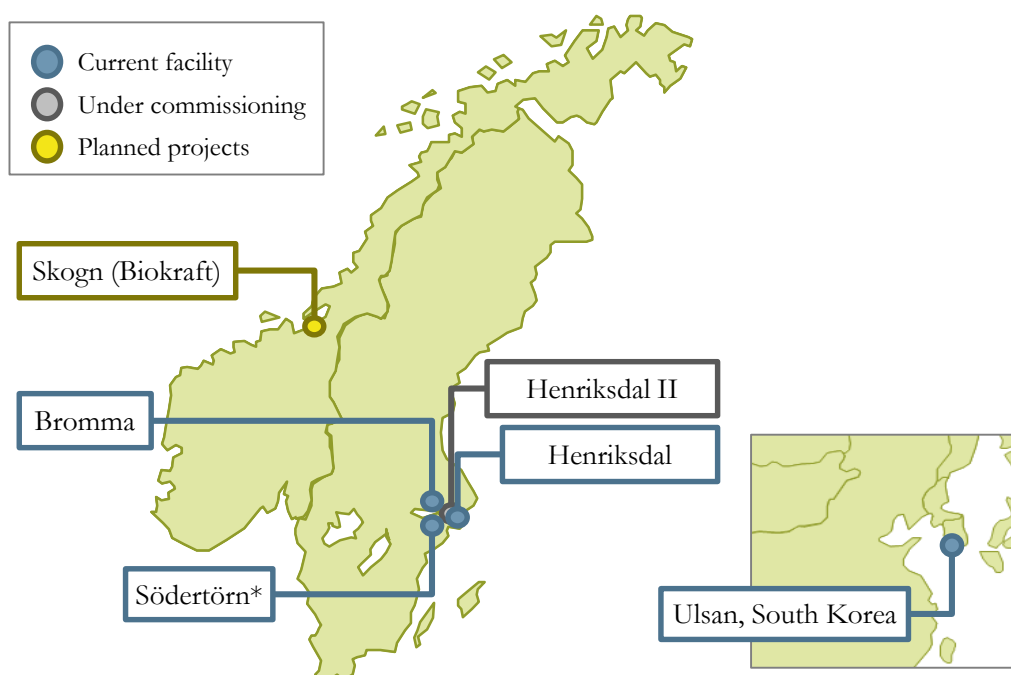 Current facility
Under commissioning
Planned projects
Skogn (Biokraft)
Henriksdal II
Bromma
Henriksdal
Södertörn*
Ulsan, South Korea